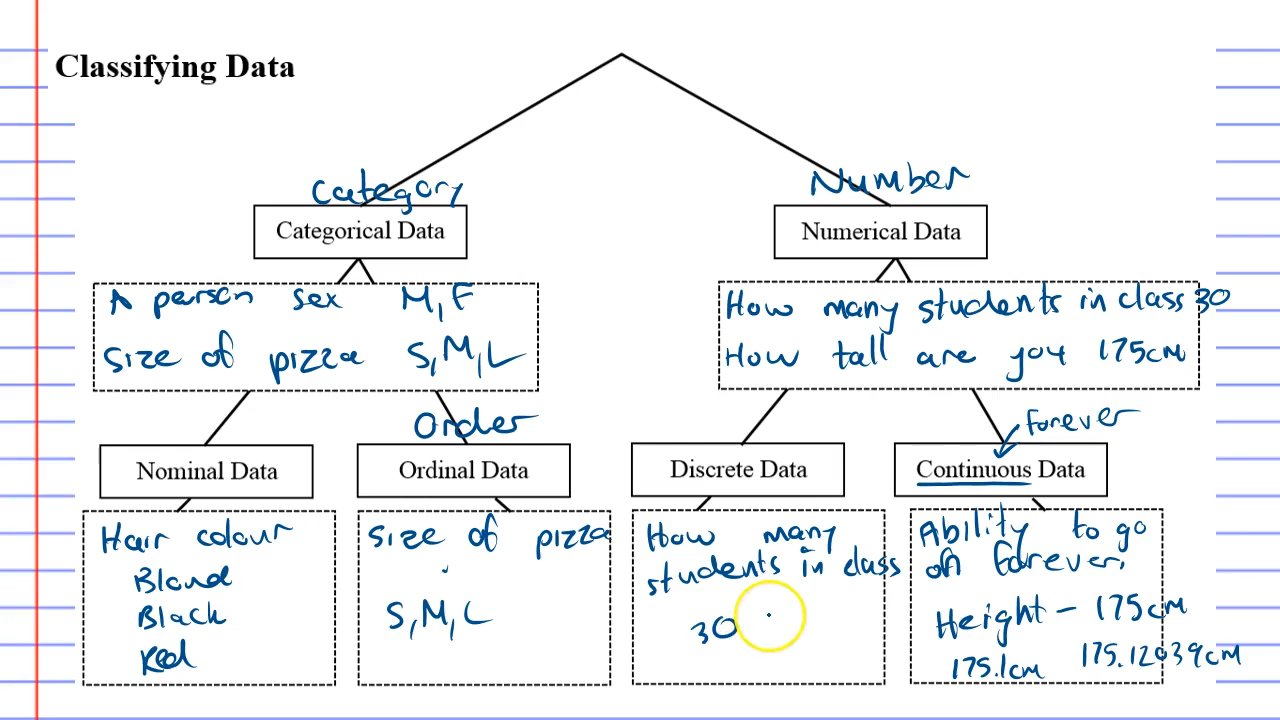 Classifying Data
Category
Number
Categorical Data
Numerical Data
A person sex M, F
Size of pizza S, M, L
How many students in class 30
How tall are you 175cm
Order
Forever
Nominal Data
Ordinal Data
Discrete Data
Continuous Data
Hair colour
Blond
Black
Red
Size of pizza
S, M, L
How many
students in class
30
Ability to go
on forever.
Height - 175cm
175.1cm 175.12039cm